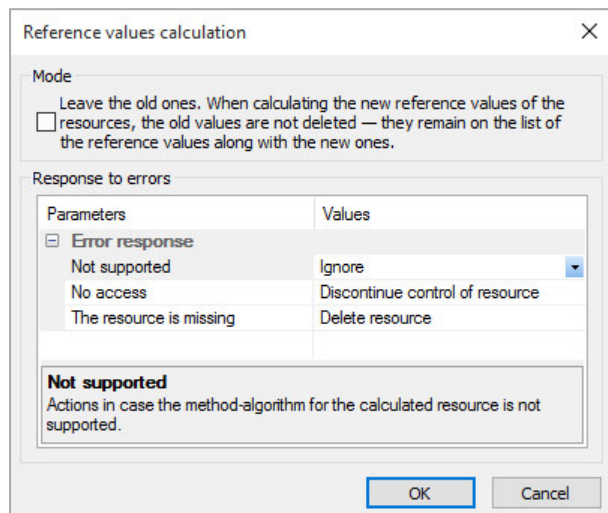 Reference values calculation
Mode
Leave the old ones. When calculating the new reference values of the
resources, the old values are not deleted — they remain on the list of
the reference values along with the new ones.
Response to errors
Parameters Values
Error response
Not supported Ignore
No access Discontinue control of resource
The resource is missing Delete resource
Not supported
Actions in case the method-algorithm for the calculated resource is not
supported.
OK Cancel